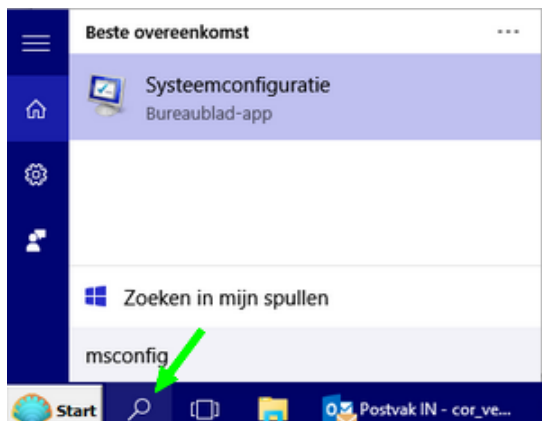 Beste overeenkomst
Systeemconfiguratie
Bureaublad-app
Zoeken in mijn spullen
msconfig
Start
Postvak IN - cor_ve...